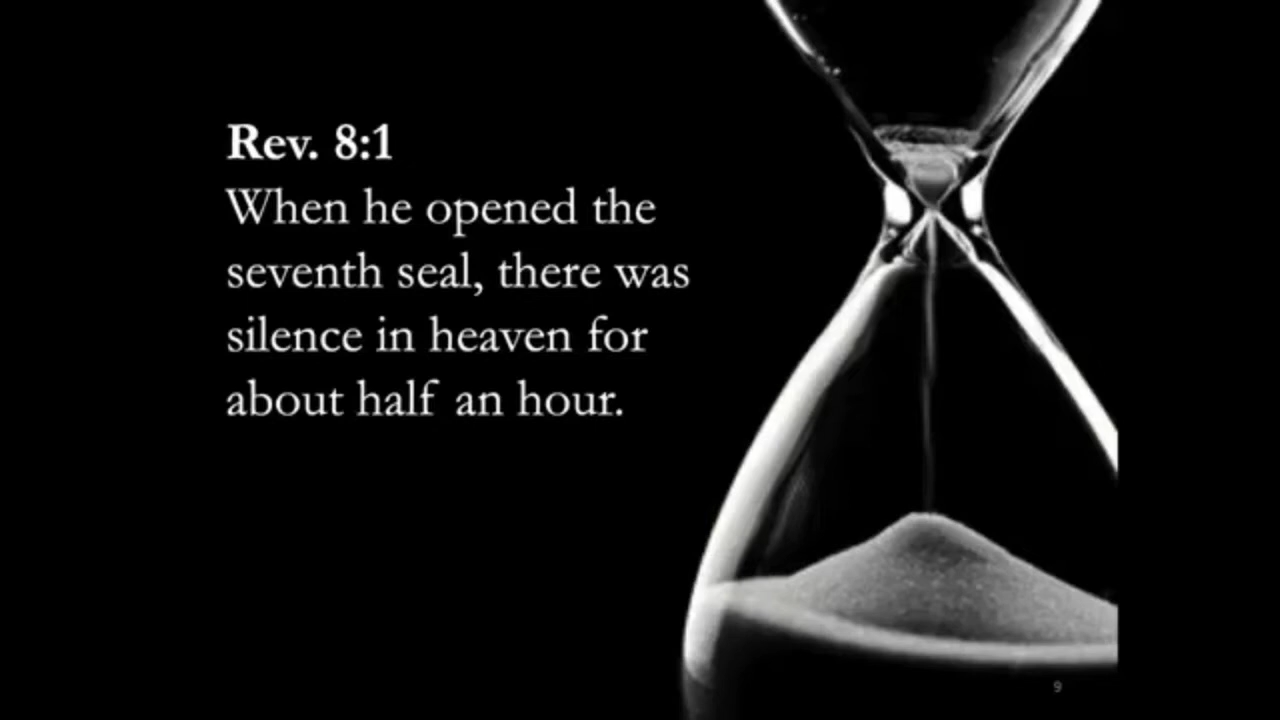 Rev. 8:1
When he opened the
seventh seal, there was
silence in heaven for
about half an hour.
9